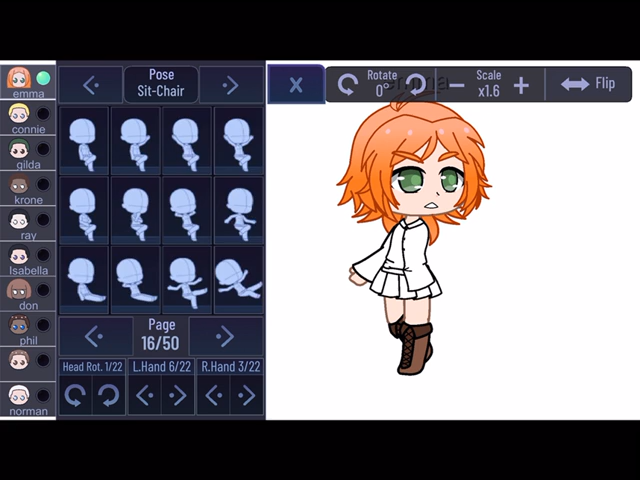 emma
connie
gilda
krone
ray
Isabella
don
phil
norman
Pose
Sit-Chair
X
Rotate
0°
Scale
x1.6
Flip
Page
16/50
Head Rot. 1/22
L.Hand 6/22
R.Hand 3/22